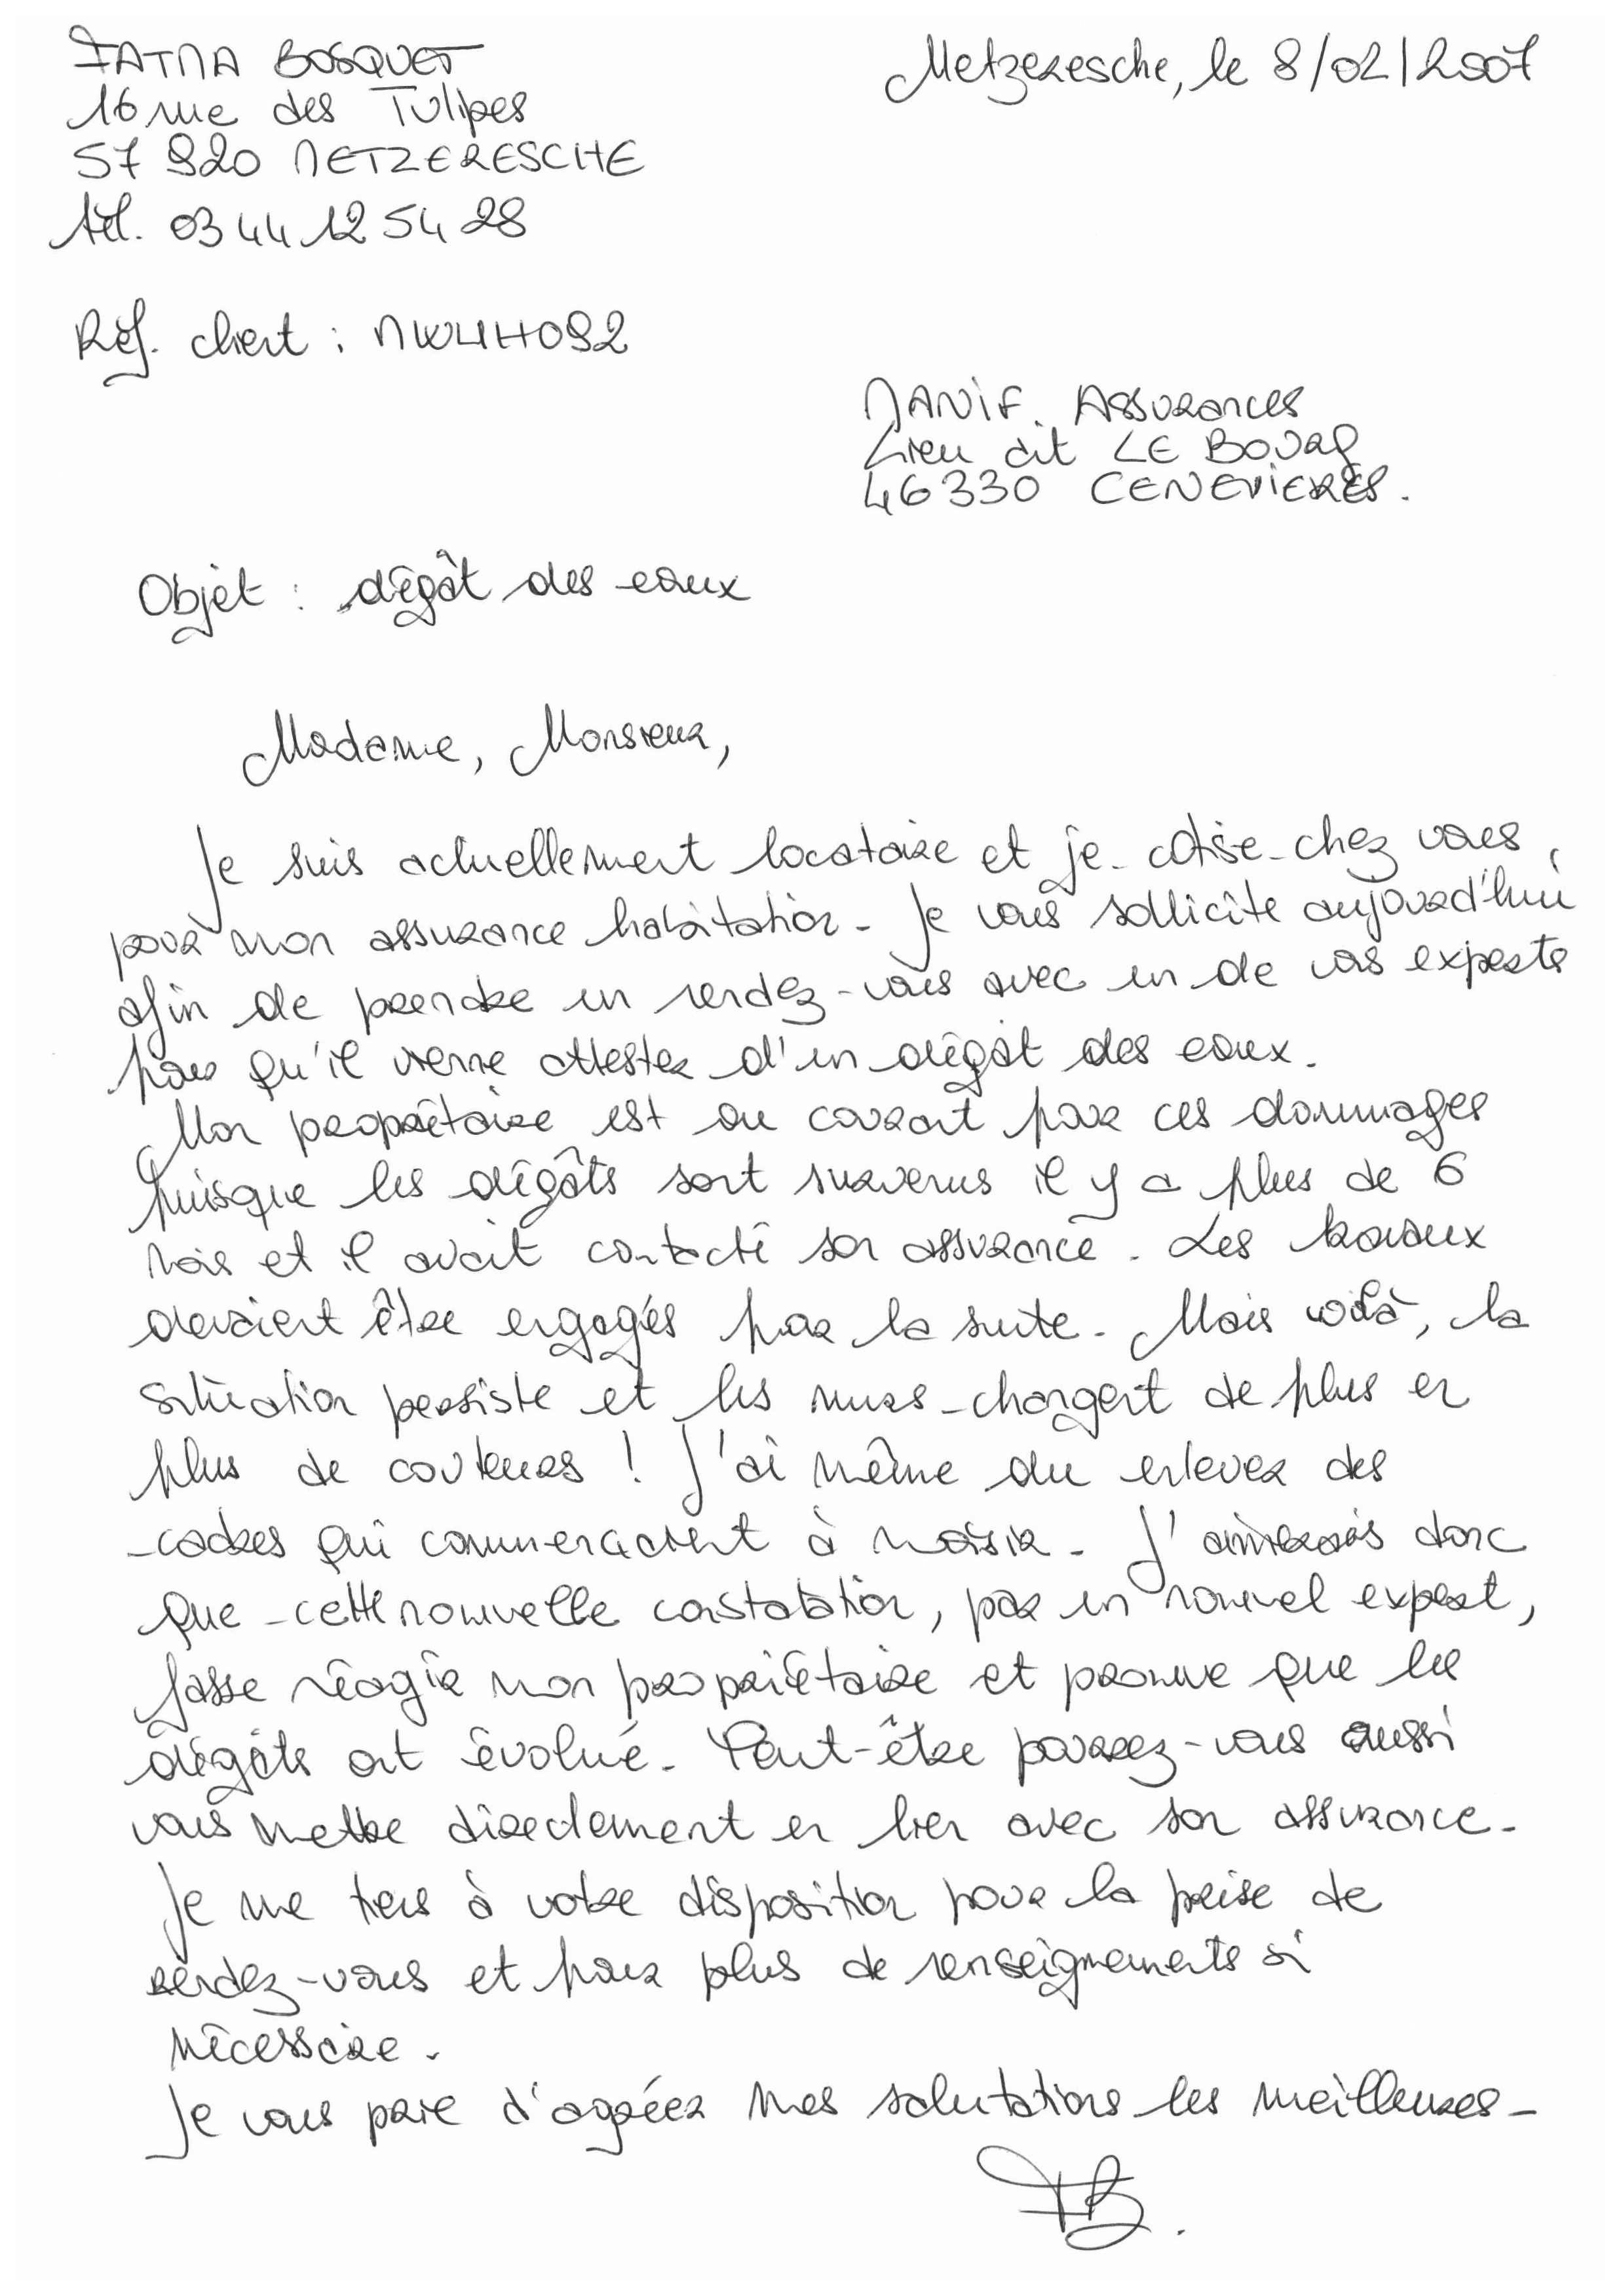 FATMA BOSQUET
Metzeresche, le 8/02/2007
16 rue des Tulipes
57 920 METZERESCHE
tél. 03 44 12 54 28
Réf. client : MWLHH092
MANIF. Assurances
Lieu dit LE BOURG
46330 CENEVIERES.
Objet : dégât des eaux
Madame, Monsieur,
Je suis actuellement locataire et je cotise chez vous,
pour mon assurance habitation. Je vous sollicite aujourd'hui
afin de prendre un rendez-vous avec un de vos experts
pour qu'il vienne attester d'un dégât des eaux.
Mon propriétaire est au courant pour ces dommages
puisque les dégâts sont survenus il y a plus de 6
mois et il avait contacté son assurance. Les travaux
devaient être engagés par la suite. Mais voilà, la
situation persiste et les murs changent de plus en
plus de couleurs ! J'ai même du enlever des
cadres qui commençaient à moisir. J'aimerais donc
que cette nouvelle constatation, par un nouvel expert,
fasse réagir mon propriétaire et prouve que les
dégâts ont évolué. Peut-être pourrez-vous aussi
vous mettre directement en lien avec son assurance.
Je me tiens à votre disposition pour la prise de
rendez-vous et pour plus de renseignements si
nécessaire.
Je vous prie d'agréer mes salutations les meilleures.
FB.